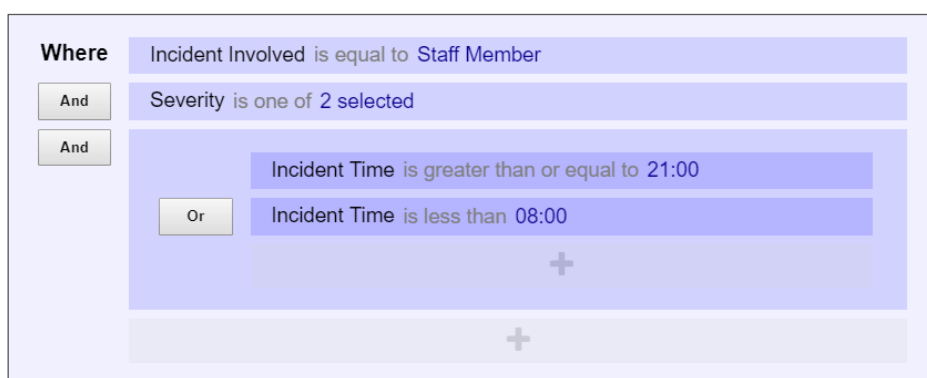 Where Incident Involved is equal to Staff Member
And Severity is one of 2 selected
And
Incident Time is greater than or equal to 21:00
Or Incident Time is less than 08:00